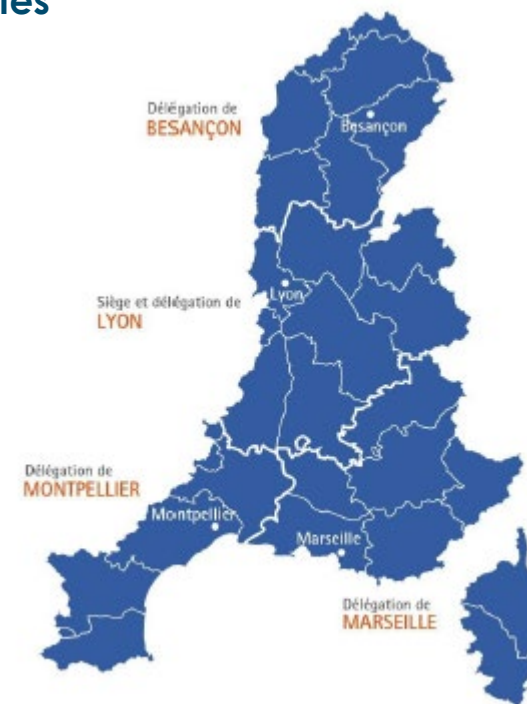 Délégation de
BESANÇON
Besançon
Siège et délégation de
LYON
Lyon
Délégation de
MONTPELLIER
Montpellier
Marseille
Délégation de
MARSEILLE